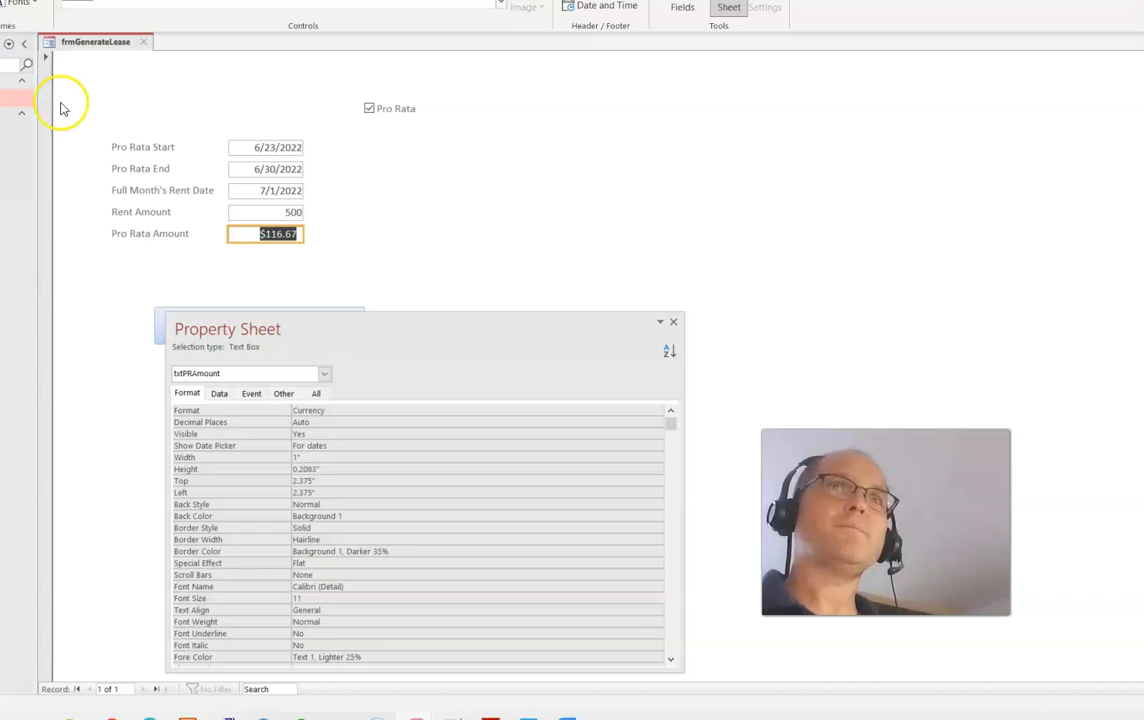 Fonts
Image
Date and Time
Fields
Sheet
Settings
Controls
Header / Footer
Tools
frmGenerateLease
Pro Rata
Pro Rata Start 6/23/2022
Pro Rata End 6/30/2022
Full Month's Rent Date 7/1/2022
Rent Amount 500
Pro Rata Amount $116.67
Property Sheet
Selection type: Text Box
txtPRAmount
Format Data Event Other All
Format Currency
Decimal Places Auto
Visible Yes
Show Date Picker For dates
Width 1"
Height 0.2083"
Top 2.375"
Left 2.375"
Back Style Normal
Back Color Background 1
Border Style Solid
Border Width Hairline
Border Color Background 1, Darker 35%
Special Effect Flat
Scroll Bars None
Font Name Calibri (Detail)
Font Size 11
Text Align General
Font Weight Normal
Font Underline No
Font Italic No
Fore Color Text 1, Lighter 25%
Record: 1 of 1 No Filter Search